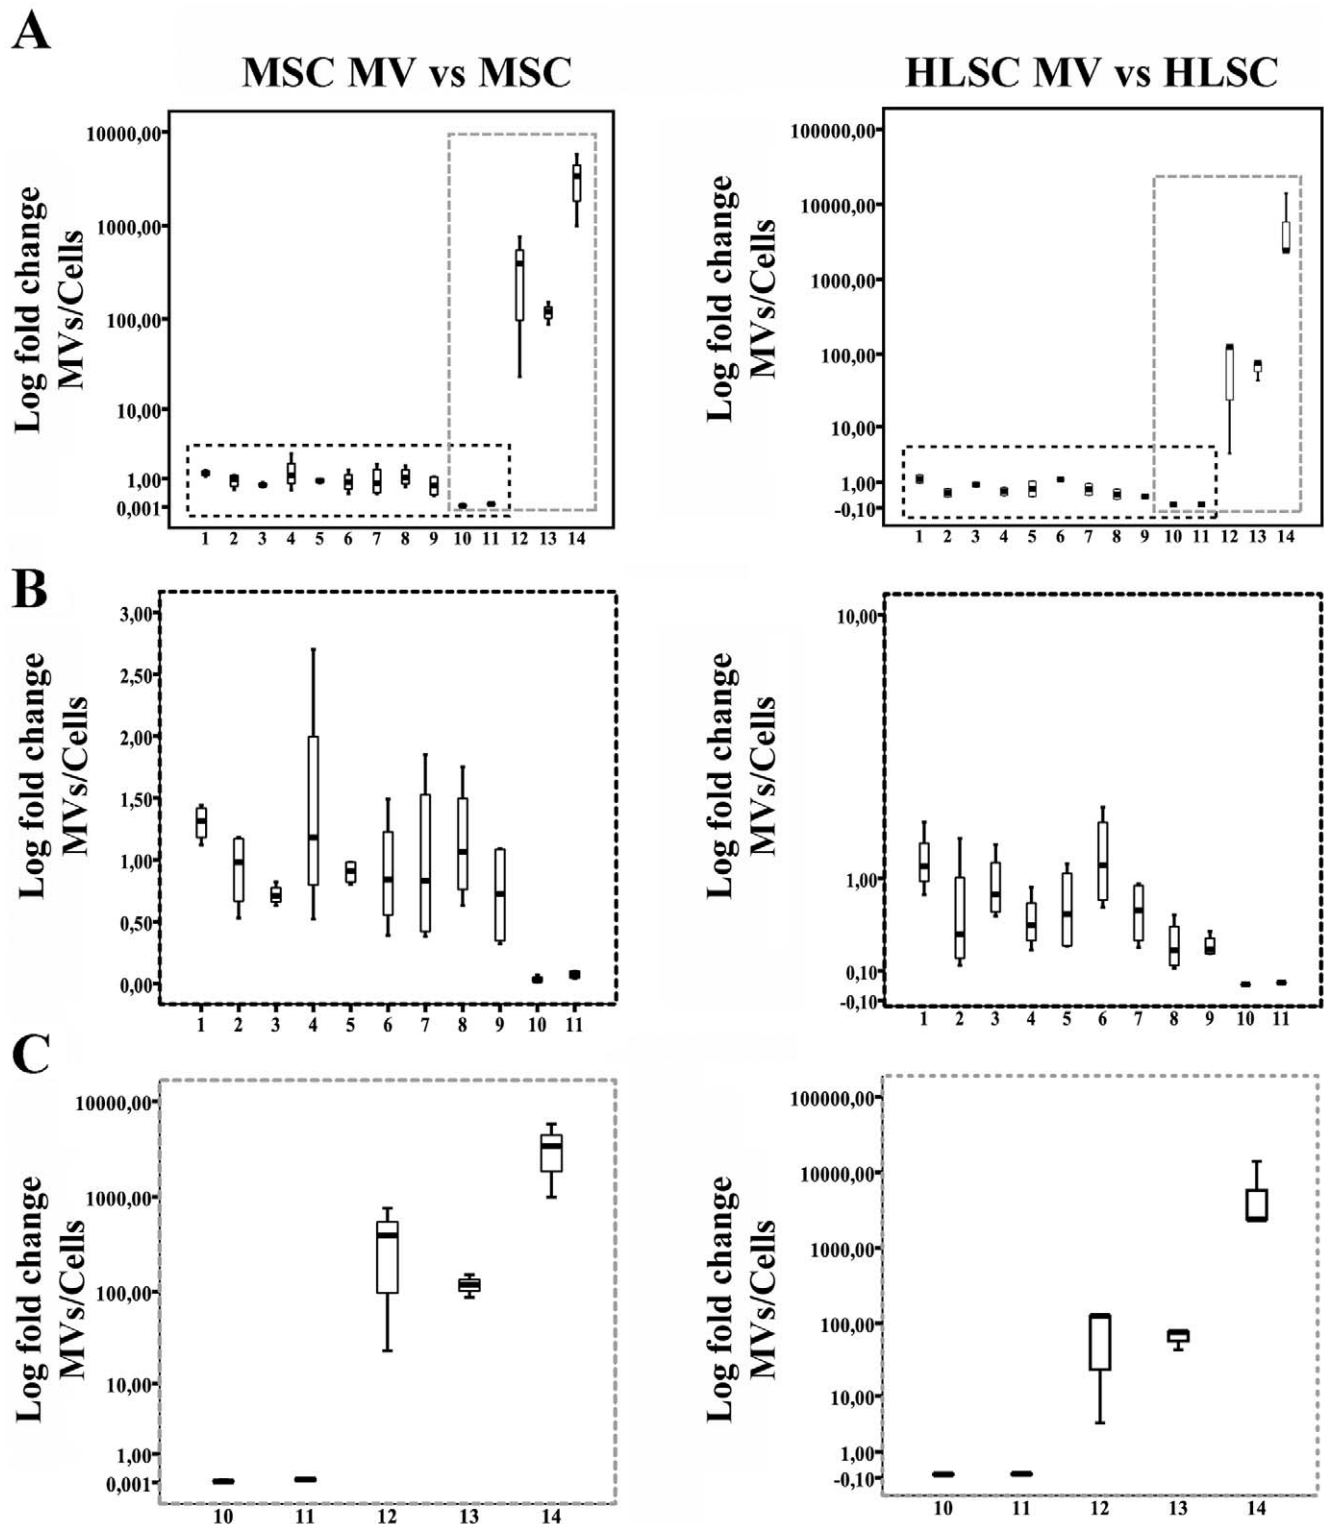 A
MSC MV vs MSC
HLSC MV vs HLSC
Log fold change
MVs/Cells
10000,00
1000,00
100,00
10,00
1,00
0,001
1 2 3 4 5 6 7 8 9 10 11 12 13 14
Log fold change
MVs/Cells
100000,00
10000,00
1000,00
100,00
10,00
1,00
-0,10
1 2 3 4 5 6 7 8 9 10 11 12 13 14
B
Log fold change
MVs/Cells
3,00
2,50
2,00
1,50
1,00
0,50
0,00
1 2 3 4 5 6 7 8 9 10 11
Log fold change
MVs/Cells
10,00
1,00
0,10
-0,10
1 2 3 4 5 6 7 8 9 10 11
C
Log fold change
MVs/Cells
10000,00
1000,00
100,00
10,00
1,00
0,001
10 11 12 13 14
Log fold change
MVs/Cells
100000,00
10000,00
1000,00
100,00
10,00
1,00
-0,10
10 11 12 13 14